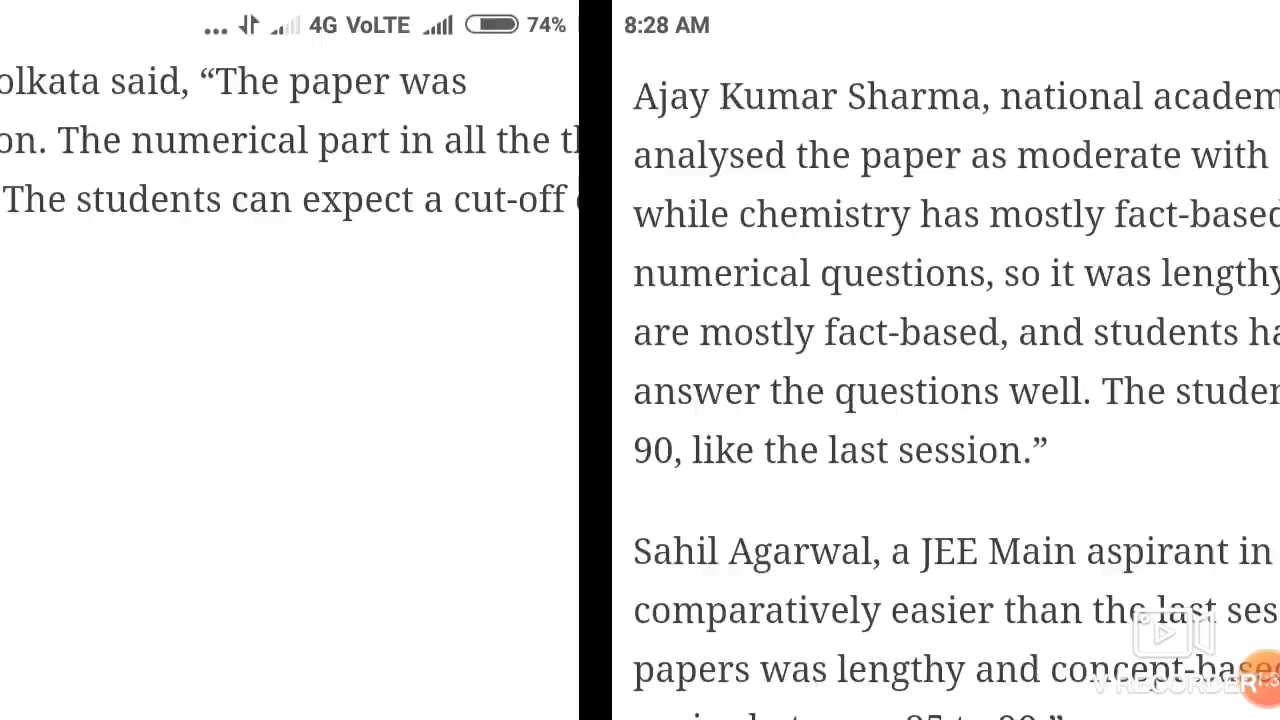 ... 4G VoLTE 74%
olkata said, “The paper was
on. The numerical part in all the
The students can expect a cut-off
8:28 AM
Ajay Kumar Sharma, national academ
analysed the paper as moderate with
while chemistry has mostly fact-based
numerical questions, so it was lengthy
are mostly fact-based, and students ha
answer the questions well. The studen
90, like the last session.”
Sahil Agarwal, a JEE Main aspirant in
comparatively easier than the last ses
papers was lengthy and concept-based
V RECORDER